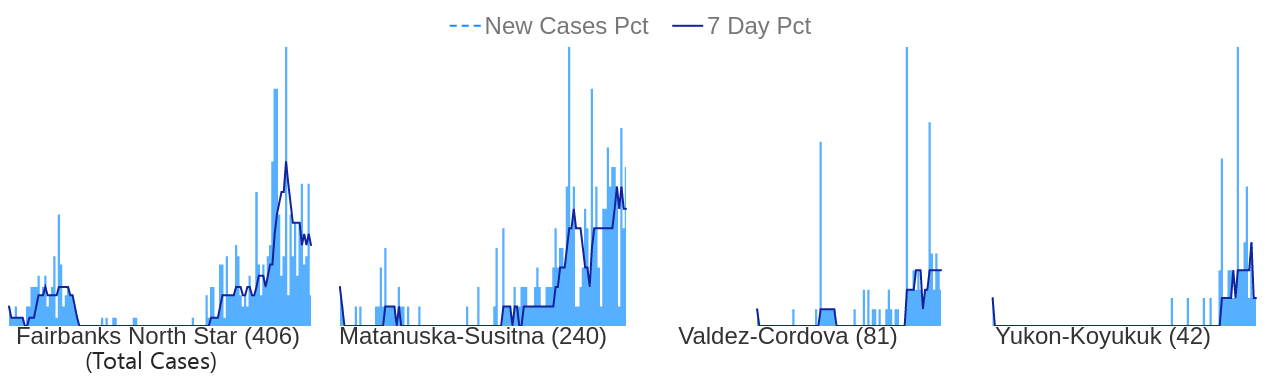 New Cases Pct 7 Day Pct
Fairbanks North Star (406) Matanuska-Susitna (240) Valdez-Cordova (81) Yukon-Koyukuk (42)
(Total Cases)